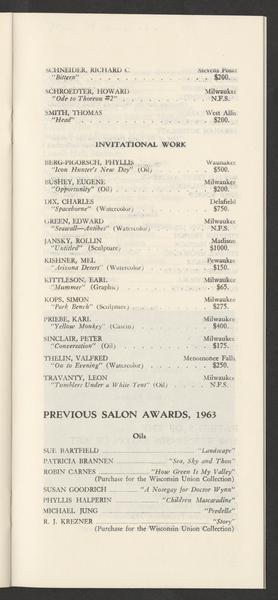 SCHNEIDER, RICHARD C. Stevens Point
"Bittern" . . . . . . . . . . . . $200.
SCHROEDTER, HOWARD Milwaukee
"Ode to Thoreau #2" . . . . . . . . N.F.S.
SMITH, THOMAS West Allis
"Head" . . . . . . . . . . . . . $200.
INVITATIONAL WORK
BERG-PIGORSCH, PHYLLIS Waunakee
"Icon Hunter's New Day" (Oil) . . . . . $500.
BUSHEY, EUGENE Milwaukee
"Opportunity" (Oil) . . . . . . . . $200.
DIX, CHARLES Delafield
"Spaceborne" (Watercolor) . . . . . . $750.
GREEN, EDWARD Milwaukee
"Seawall—Antibes" (Watercolor) . . . . N.F.S.
JANSKY, ROLLIN Madison
"Untitled" (Sculpture) . . . . . . . $1000.
KISHNER, MEL Pewaukee
"Arizona Desert" (Watercolor) . . . . . $150.
KITTLESON, EARL Milwaukee
"Mummer" (Graphic) . . . . . . . . $65.
KOPS, SIMON Milwaukee
"Park Bench" (Sculpture) . . . . . . . $275.
PRIEBE, KARL Milwaukee
"Yellow Monkey" (Casein) . . . . . . . $400.
SINCLAIR, PETER Milwaukee
"Conversation" (Oil) . . . . . . . . $175.
THELIN, VALFRED Menomonee Falls
"On to Evening" (Watercolor) . . . . . $250.
TRAVANTY, LEON Milwaukee
"Tumblers Under a White Tent" (Oil) . . . N.F.S.
PREVIOUS SALON AWARDS, 1963
Oils
SUE BARTFIELD "Landscape"
PATRICIA BRANNEN "Sea, Sky and Thou"
ROBIN CARNES "How Green Is My Valley"
(Purchase for the Wisconsin Union Collection)
SUSAN GOODRICH "A Nosegay for Doctor Wynn"
PHYLLIS HALPERIN "Children Mascaradine"
MICHAEL JUNG "Predella"
R. J. KREZNER "Story"
(Purchase for the Wisconsin Union Collection)